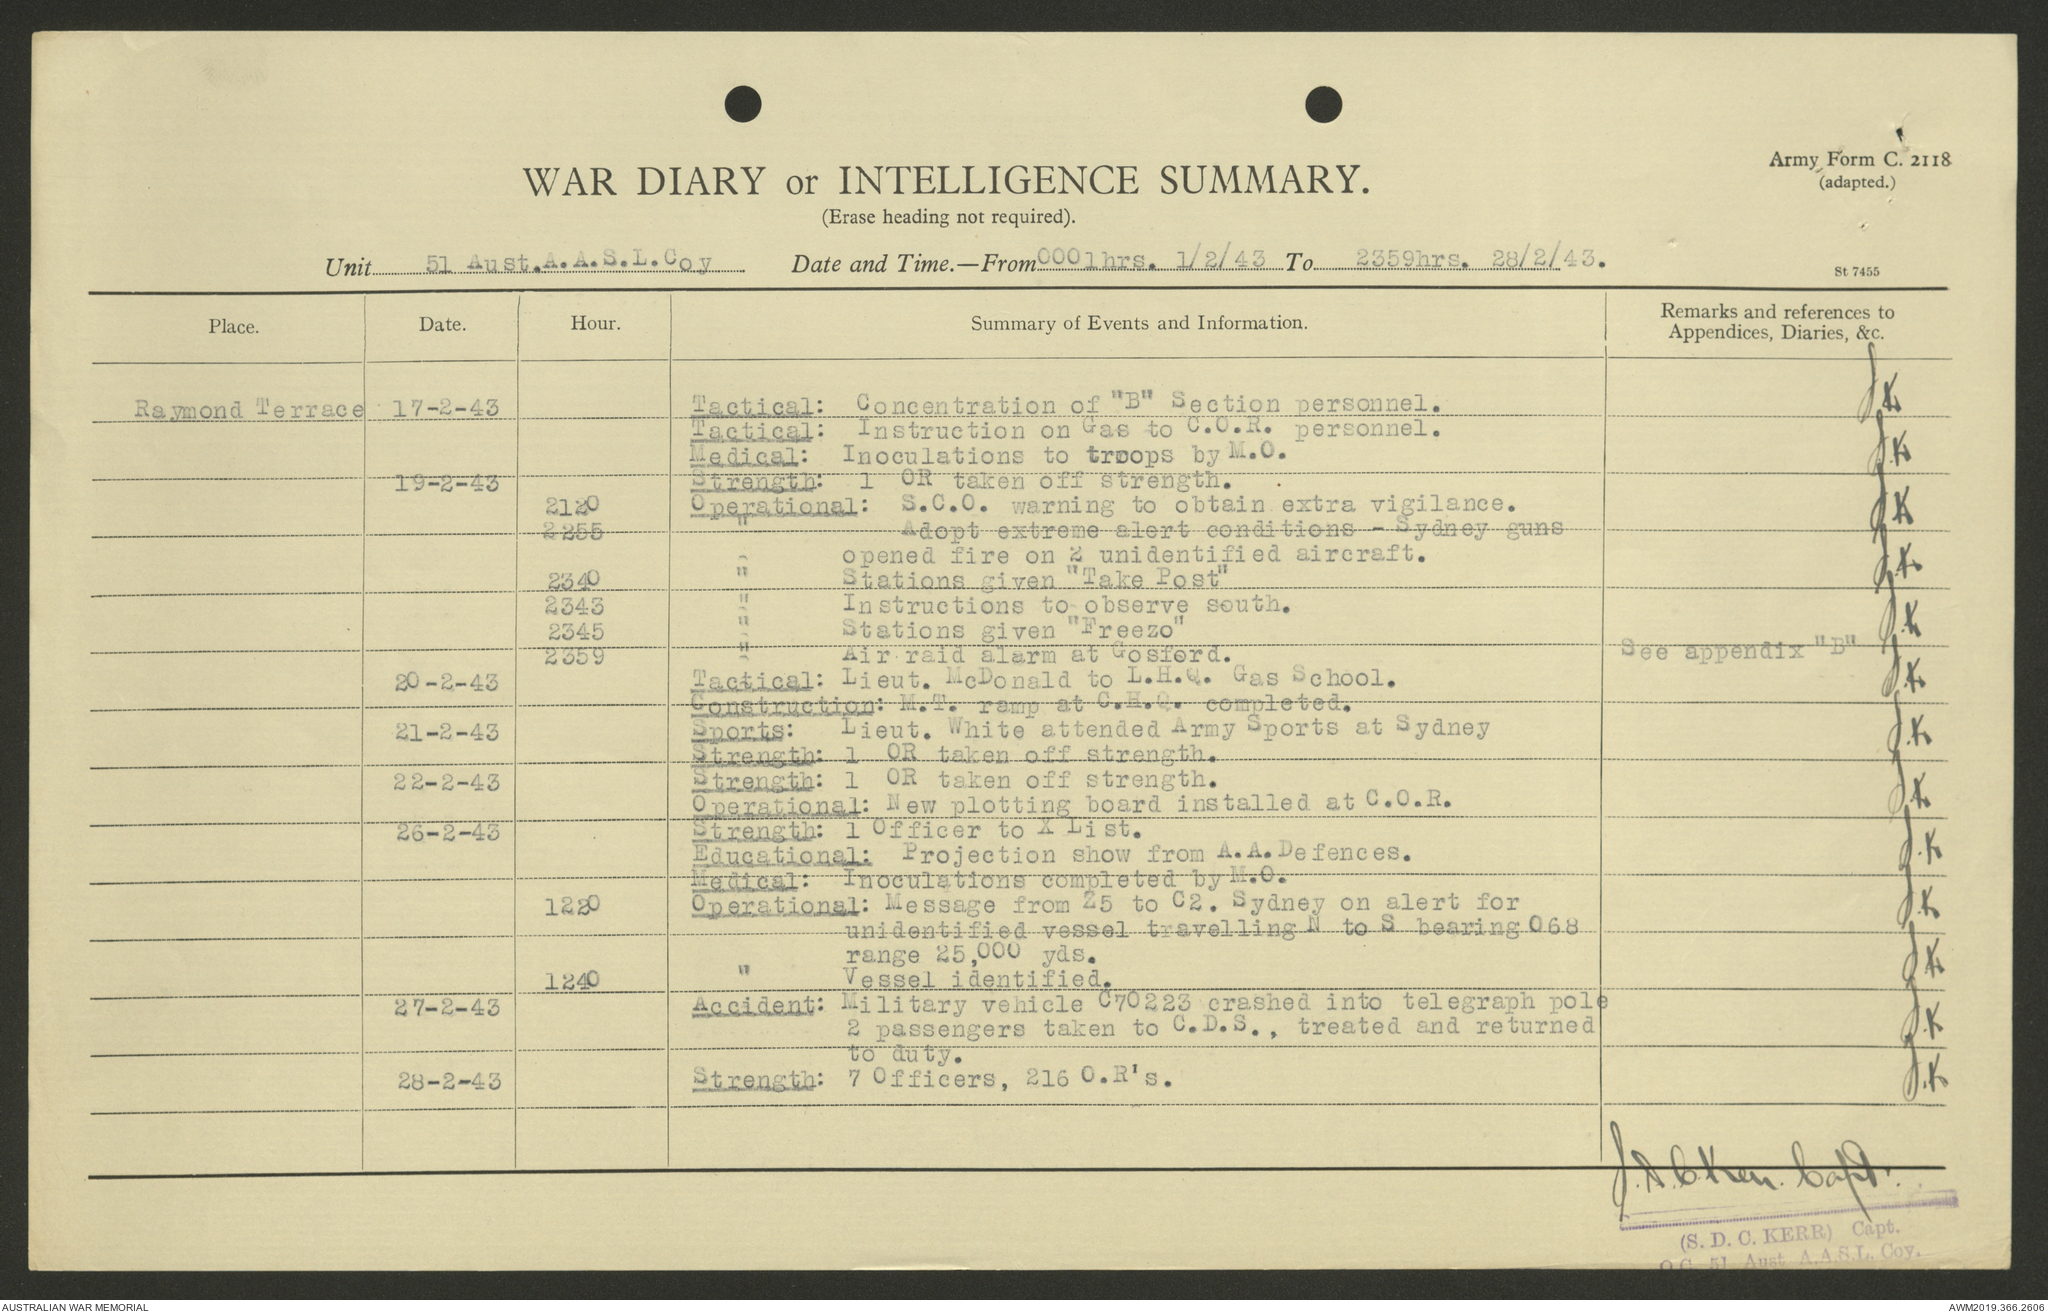 Army Form C. 2118
(adapted.)
WAR DIARY or INTELLIGENCE SUMMARY.
(Erase heading not required).
Unit 51 Aust.A.A.S.L.Coy Date and Time.—From 0001hrs. 1/2/43 To 2359hrs. 28/2/43.
St 7455
Place. Date. Hour. Summary of Events and Information. Remarks and references to
Appendices, Diaries, &c.
Raymond Terrace 17-2-43 Tactical: Concentration of "B" Section personnel. J.K
Tactical: Instruction on Gas to C.O.R. personnel.
Medical: Inoculations to troops by M.O. J.K
19-2-43 Strength: 1 OR taken off strength.
2120 Operational: S.C.O. warning to obtain extra vigilance. J.K
2255 " Adopt extreme alert conditions - Sydney guns
" opened fire on 2 unidentified aircraft. J.K
2340 " Stations given "Take Post"
2343 " Instructions to observe south.
2345 " Stations given "Freezo" J.K
2359 " Air raid alarm at Gosford. See appendix "B"
20-2-43 Tactical: Lieut. McDonald to L.H.Q. Gas School. J.K
Construction: M.T. ramp at C.H.Q. completed.
21-2-43 Sports: Lieut. White attended Army Sports at Sydney J.K
Strength: 1 OR taken off strength.
22-2-43 Strength: 1 OR taken off strength.
Operational: New plotting board installed at C.O.R. J.K
26-2-43 Strength: 1 Officer to X List.
Educational: Projection show from A.A.Defences. J.K
Medical: Inoculations completed by M.O.
1220 Operational: Message from Z5 to C2. Sydney on alert for J.K
unidentified vessel travelling N to S bearing 068
range 25,000 yds. J.K
1240 " Vessel identified.
27-2-43 Accident: Military vehicle C70223 crashed into telegraph pole
2 passengers taken to C.D.S., treated and returned J.K
to duty.
28-2-43 Strength: 7 Officers, 216 O.R's. J.K
Kerr. Capt.
(S. D. C. KERR) Capt.
O.C. 51 Aust A.A.S.L. Coy.
AUSTRALIAN WAR MEMORIAL AWM2019.366.2606